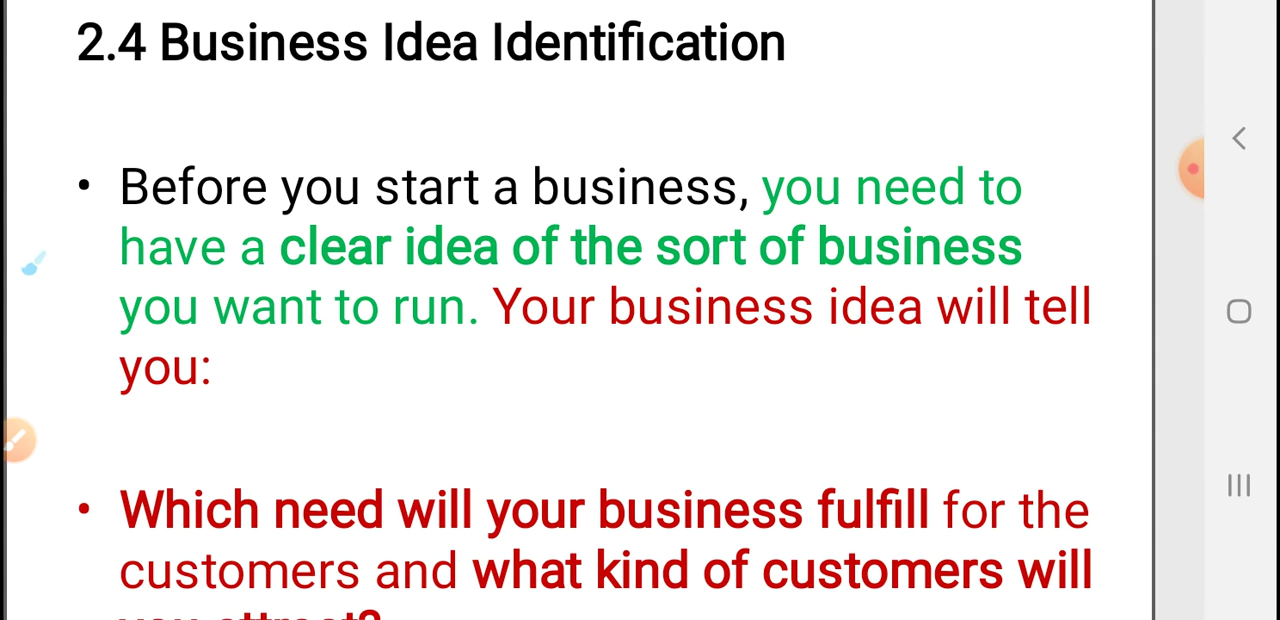 2.4 Business Idea Identification
• Before you start a business, you need to
have a clear idea of the sort of business
you want to run. Your business idea will tell
you:
• Which need will your business fulfill for the
customers and what kind of customers will
you attract?